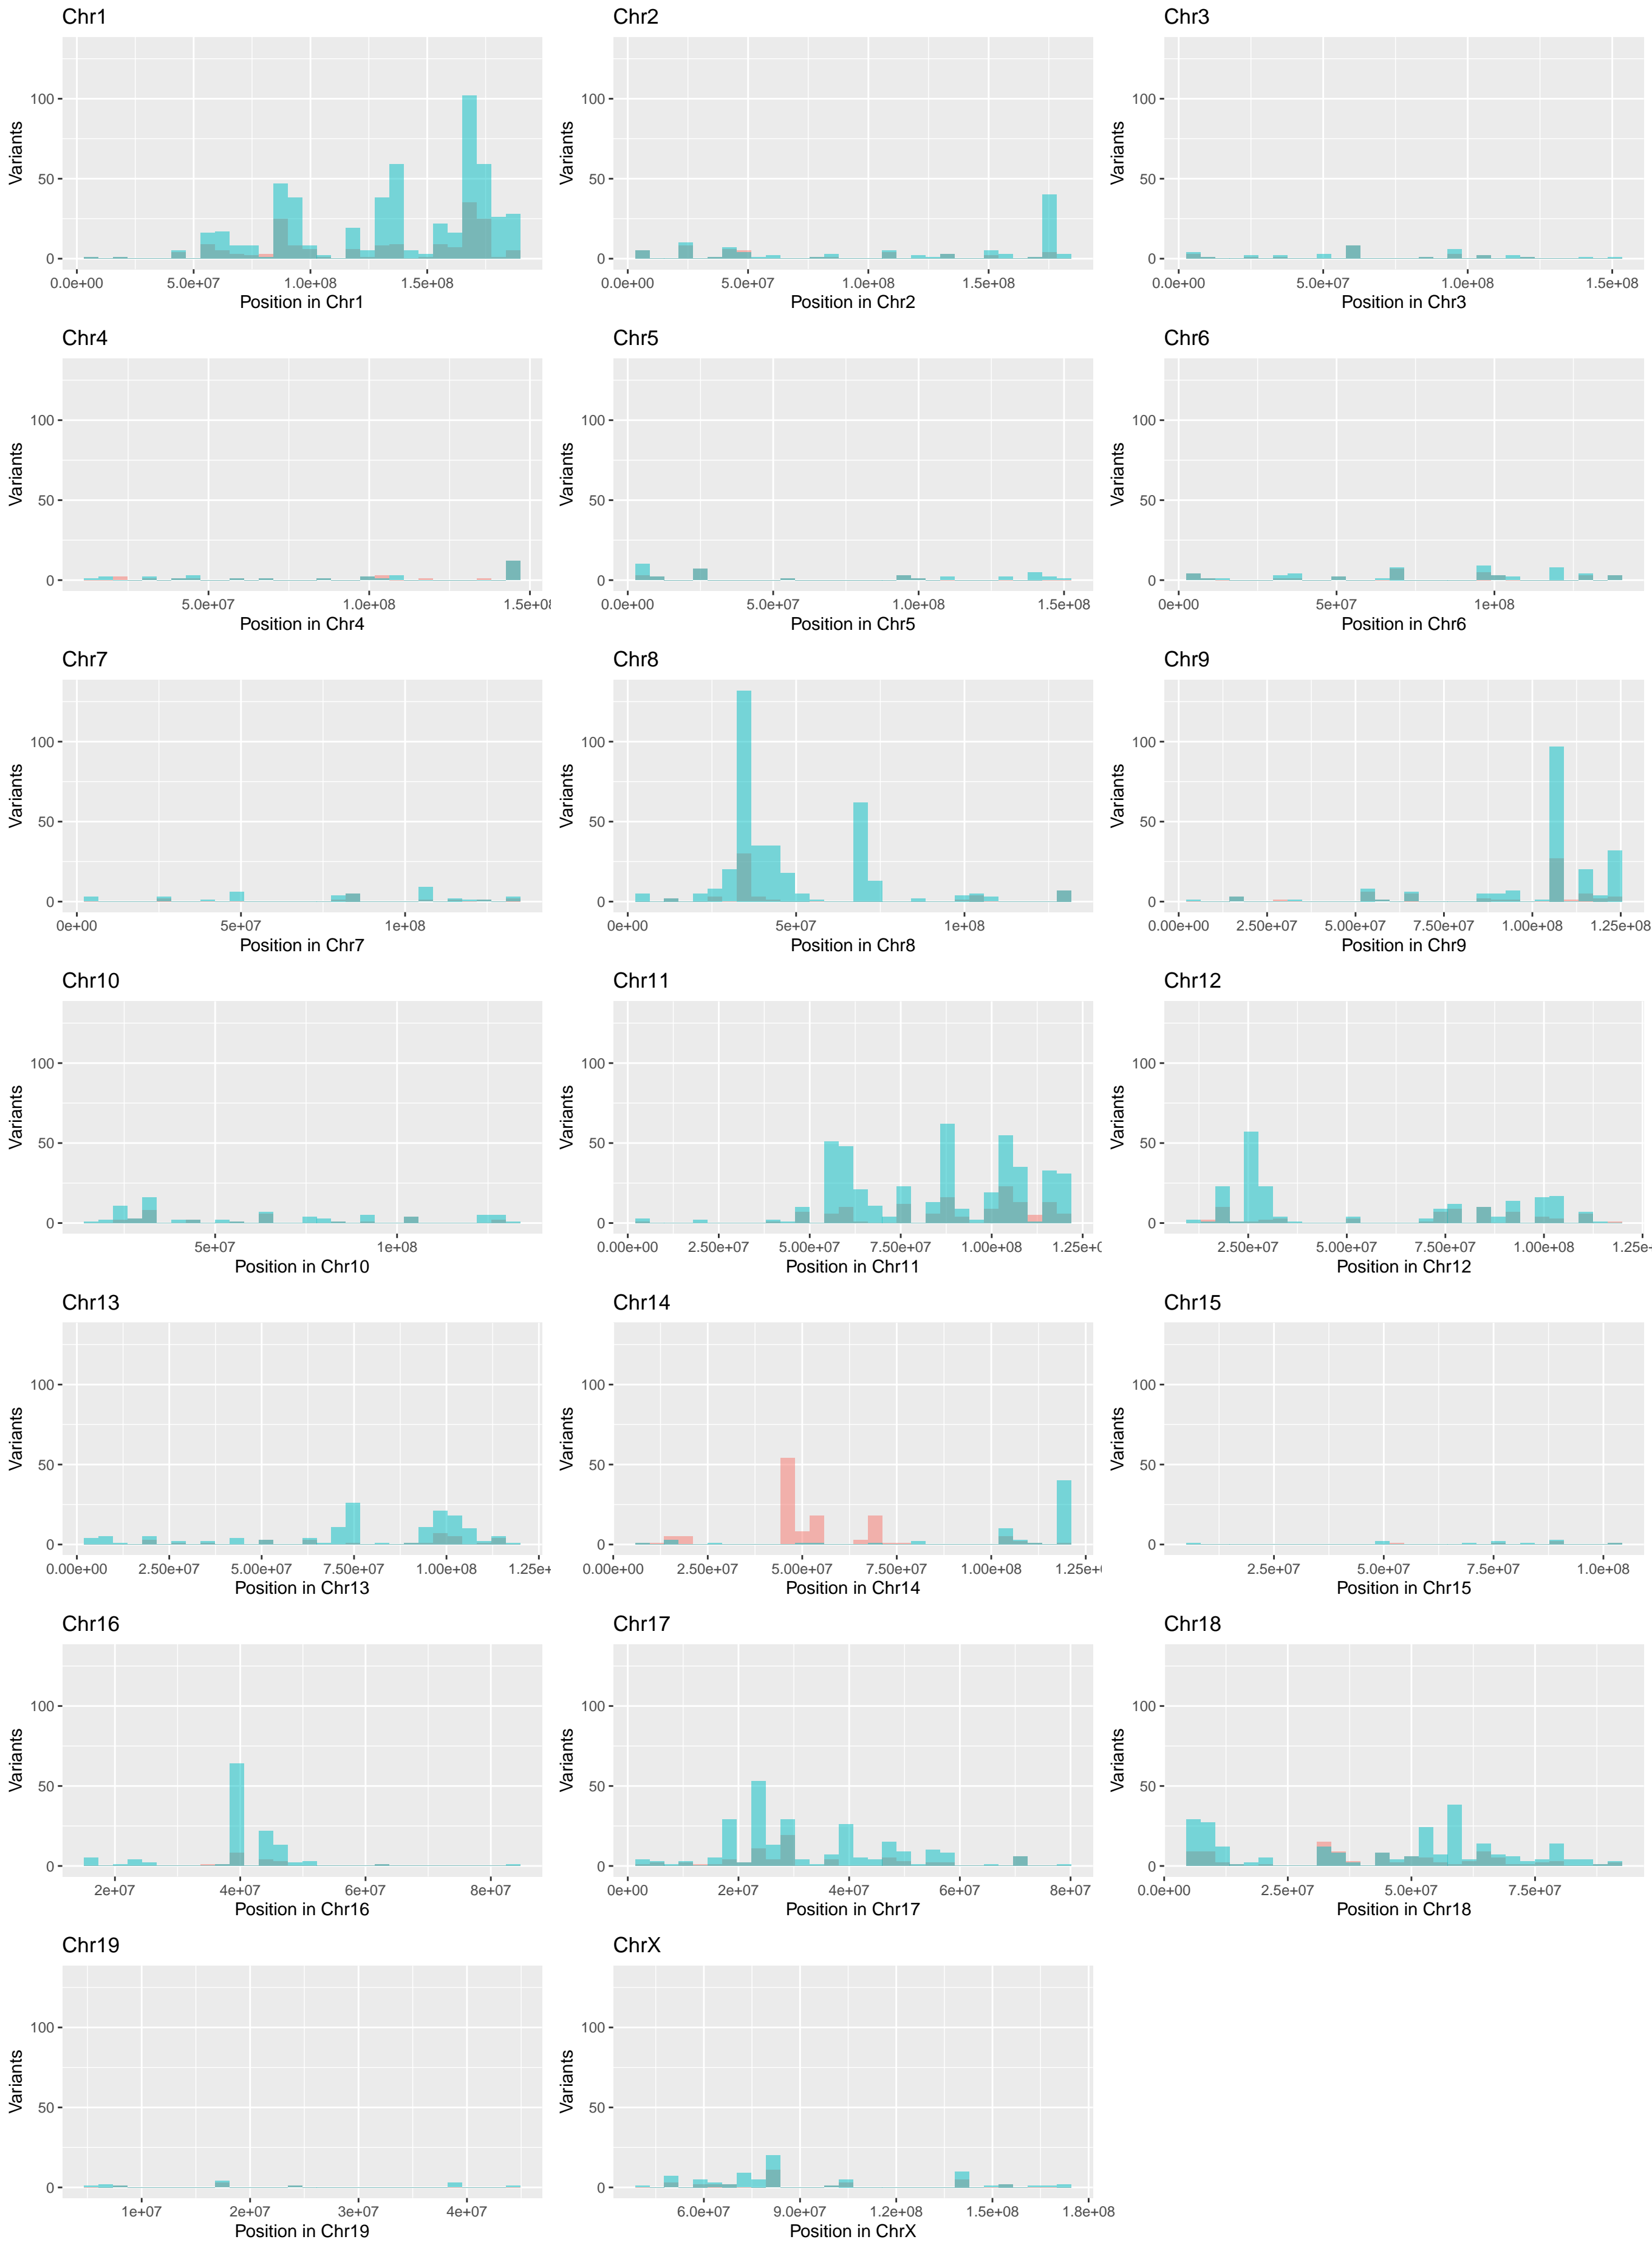 Chr1 Chr2 Chr3
Variants Variants Variants
100 100 100
50 50 50
0 0 0
0.0e+00 5.0e+07 1.0e+08 1.5e+08 0.0e+00 5.0e+07 1.0e+08 1.5e+08 0.0e+00 5.0e+07 1.0e+08 1.5e+08
Position in Chr1 Position in Chr2 Position in Chr3
Chr4 Chr5 Chr6
Variants Variants Variants
100 100 100
50 50 50
0 0 0
5.0e+07 1.0e+08 1.5e+0 0.0e+00 5.0e+07 1.0e+08 1.5e+08 0e+00 5e+07 1e+08
Position in Chr4 Position in Chr5 Position in Chr6
Chr7 Chr8 Chr9
Variants Variants Variants
100 100 100
50 50 50
0 0 0
0e+00 5e+07 1e+08 0e+00 5e+07 1e+08 0.00e+00 2.50e+07 5.00e+07 7.50e+07 1.00e+08 1.25e+08
Position in Chr7 Position in Chr8 Position in Chr9
Chr10 Chr11 Chr12
Variants Variants Variants
100 100 100
50 50 50
0 0 0
5e+07 1e+08 0.00e+00 2.50e+07 5.00e+07 7.50e+07 1.00e+08 1.25e+ 2.50e+07 5.00e+07 7.50e+07 1.00e+08 1.25e
Position in Chr10 Position in Chr11 Position in Chr12
Chr13 Chr14 Chr15
Variants Variants Variants
100 100 100
50 50 50
0 0 0
0.00e+00 2.50e+07 5.00e+07 7.50e+07 1.00e+08 1.25e+ 0.00e+00 2.50e+07 5.00e+07 7.50e+07 1.00e+08 1.25e+ 2.5e+07 5.0e+07 7.5e+07 1.0e+08
Position in Chr13 Position in Chr14 Position in Chr15
Chr16 Chr17 Chr18
Variants Variants Variants
100 100 100
50 50 50
0 0 0
2e+07 4e+07 6e+07 8e+07 0e+00 2e+07 4e+07 6e+07 8e+07 0.0e+00 2.5e+07 5.0e+07 7.5e+07
Position in Chr16 Position in Chr17 Position in Chr18
Chr19 ChrX
Variants Variants
100 100
50 50
0 0
1e+07 2e+07 3e+07 4e+07 6.0e+07 9.0e+07 1.2e+08 1.5e+08 1.8e+08
Position in Chr19 Position in ChrX